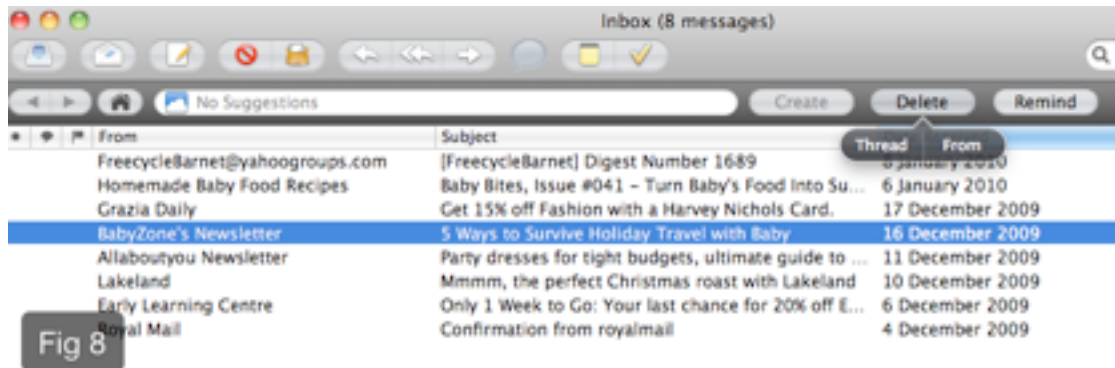 Inbox (8 messages)
No Suggestions Create Delete Remind
From Subject Thread From
FreecycleBarnet@yahoogroups.com [FreecycleBarnet] Digest Number 1689 8 January 2010
Homemade Baby Food Recipes Baby Bites, Issue #041 – Turn Baby's Food Into Su... 6 January 2010
Grazia Daily Get 15% off Fashion with a Harvey Nichols Card. 17 December 2009
BabyZone's Newsletter 5 Ways to Survive Holiday Travel with Baby 16 December 2009
Allaboutyou Newsletter Party dresses for tight budgets, ultimate guide to ... 11 December 2009
Lakeland Mmmm, the perfect Christmas roast with Lakeland 10 December 2009
Early Learning Centre Only 1 Week to Go: Your last chance for 20% off E... 6 December 2009
Royal Mail Confirmation from royalmail 4 December 2009
Fig 8